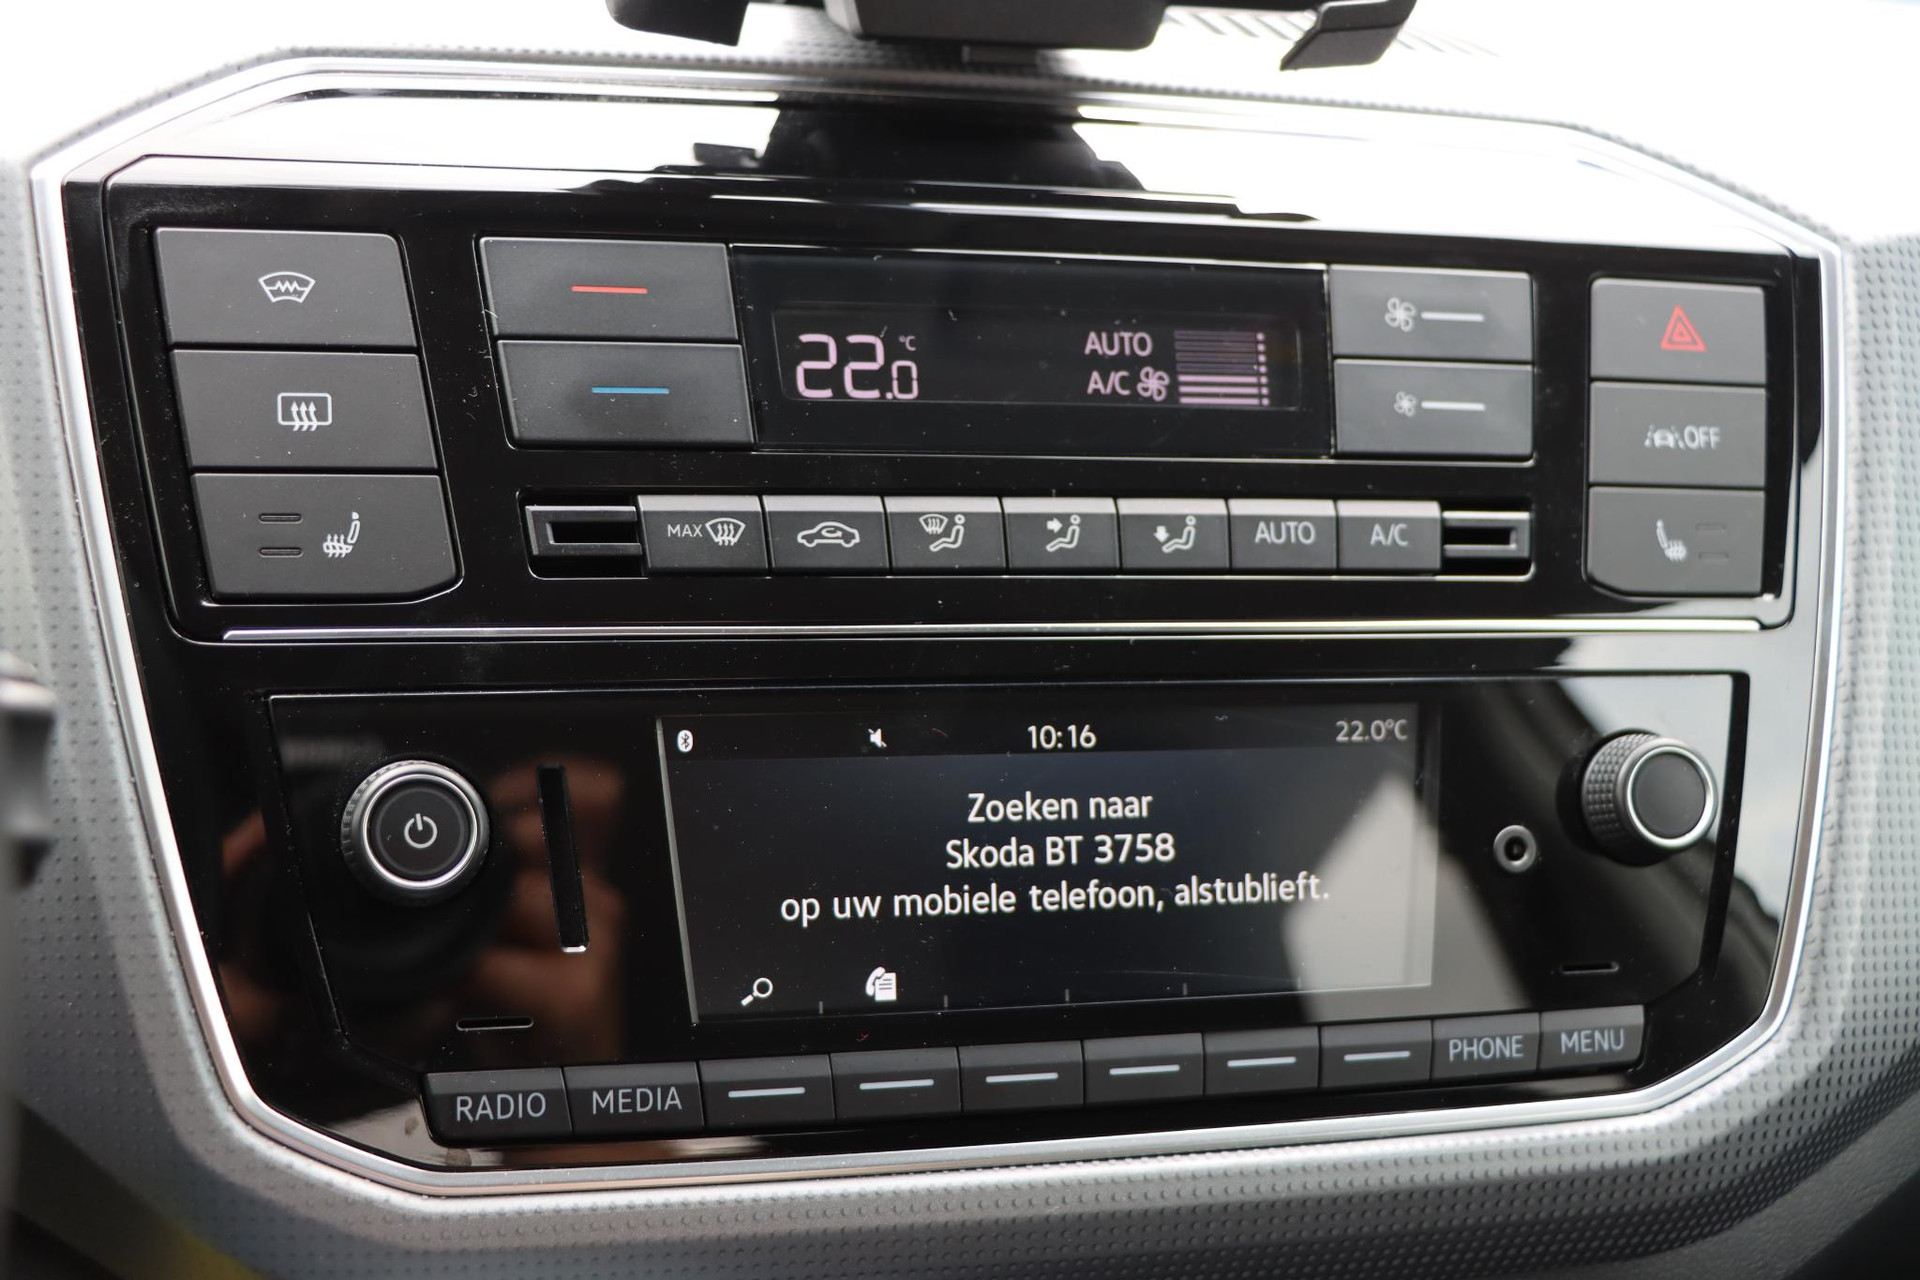 22.0 °C
AUTO
A/C
OFF
MAX
AUTO
A/C
10:16
22.0°C
Zoeken naar
Skoda BT 3758
op uw mobiele telefoon, alstublieft.
RADIO
MEDIA
PHONE
MENU